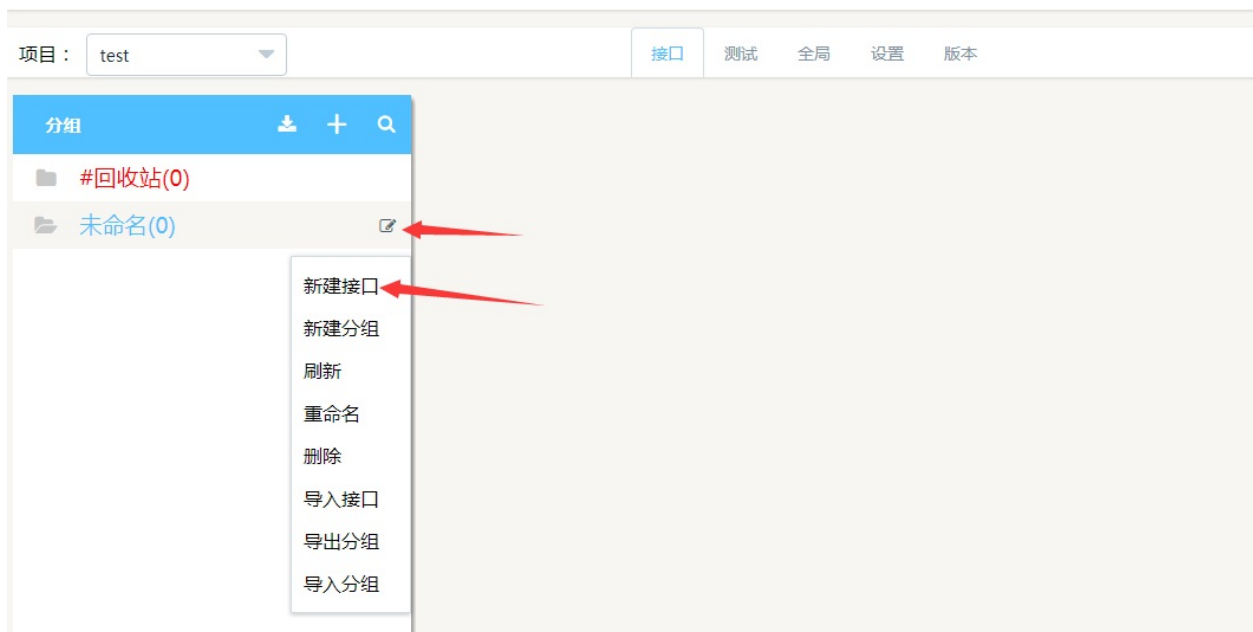 项目： test 接口 测试 全局 设置 版本
分组
#回收站(0)
未命名(0)
新建接口
新建分组
刷新
重命名
删除
导入接口
导出分组
导入分组